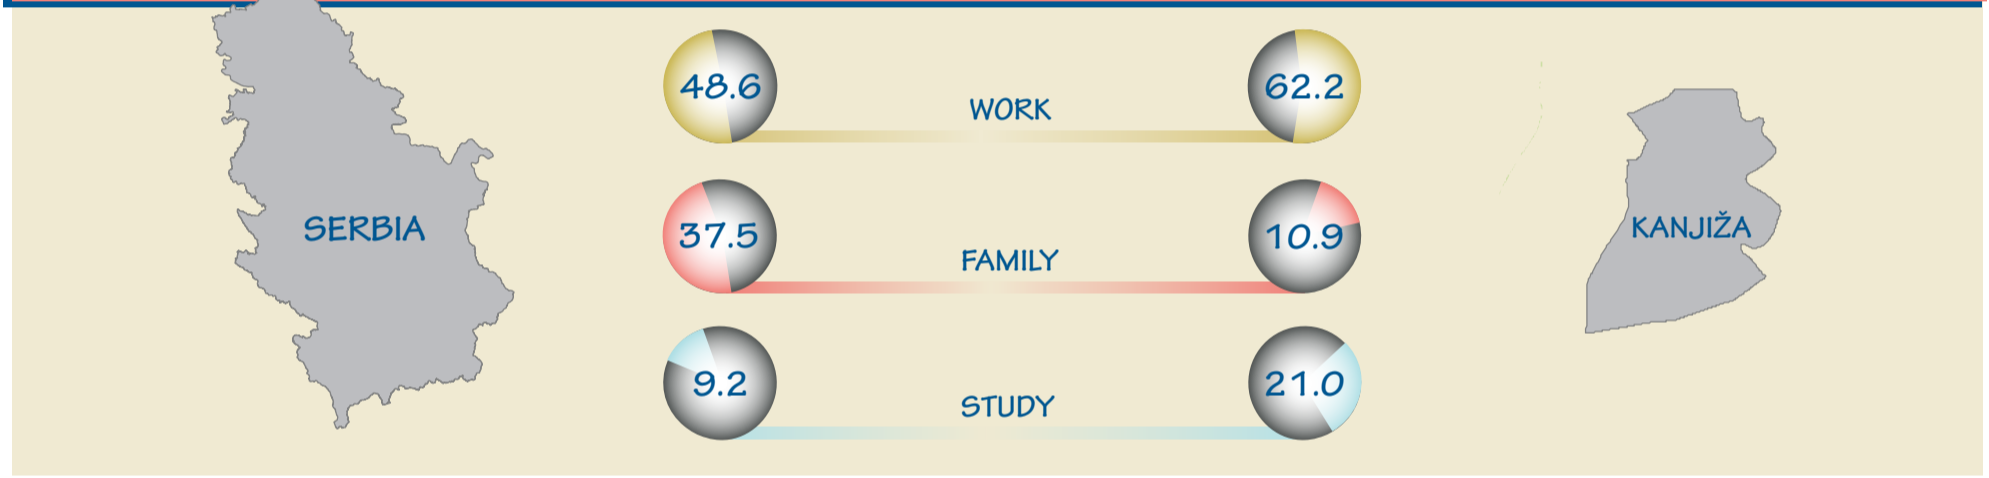 48.6
WORK
62.2
SERBIA
37.5
FAMILY
10.9
KANJIŽA
9.2
STUDY
21.0